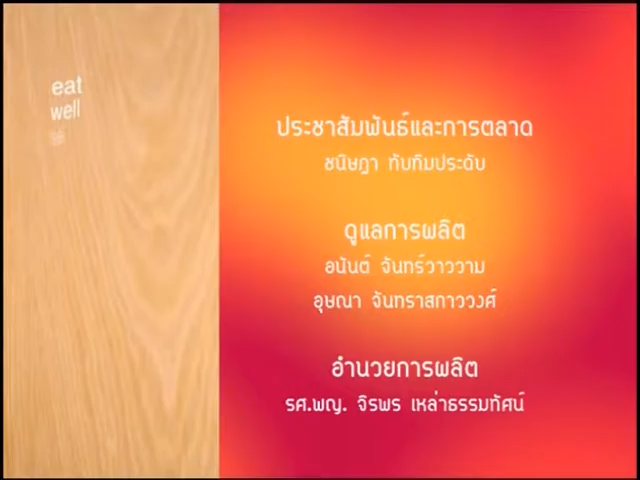 eat
well
ประชาสัมพันธ์และการตลาด
ชนิษฎา ทับทิมประดับ
ดูแลการผลิต
อนันต์ จันทร์วาววาม
อุษณา จันทราสกาววงศ์
อำนวยการผลิต
รศ.พญ. จิรพร เหล่าธรรมทัศน์